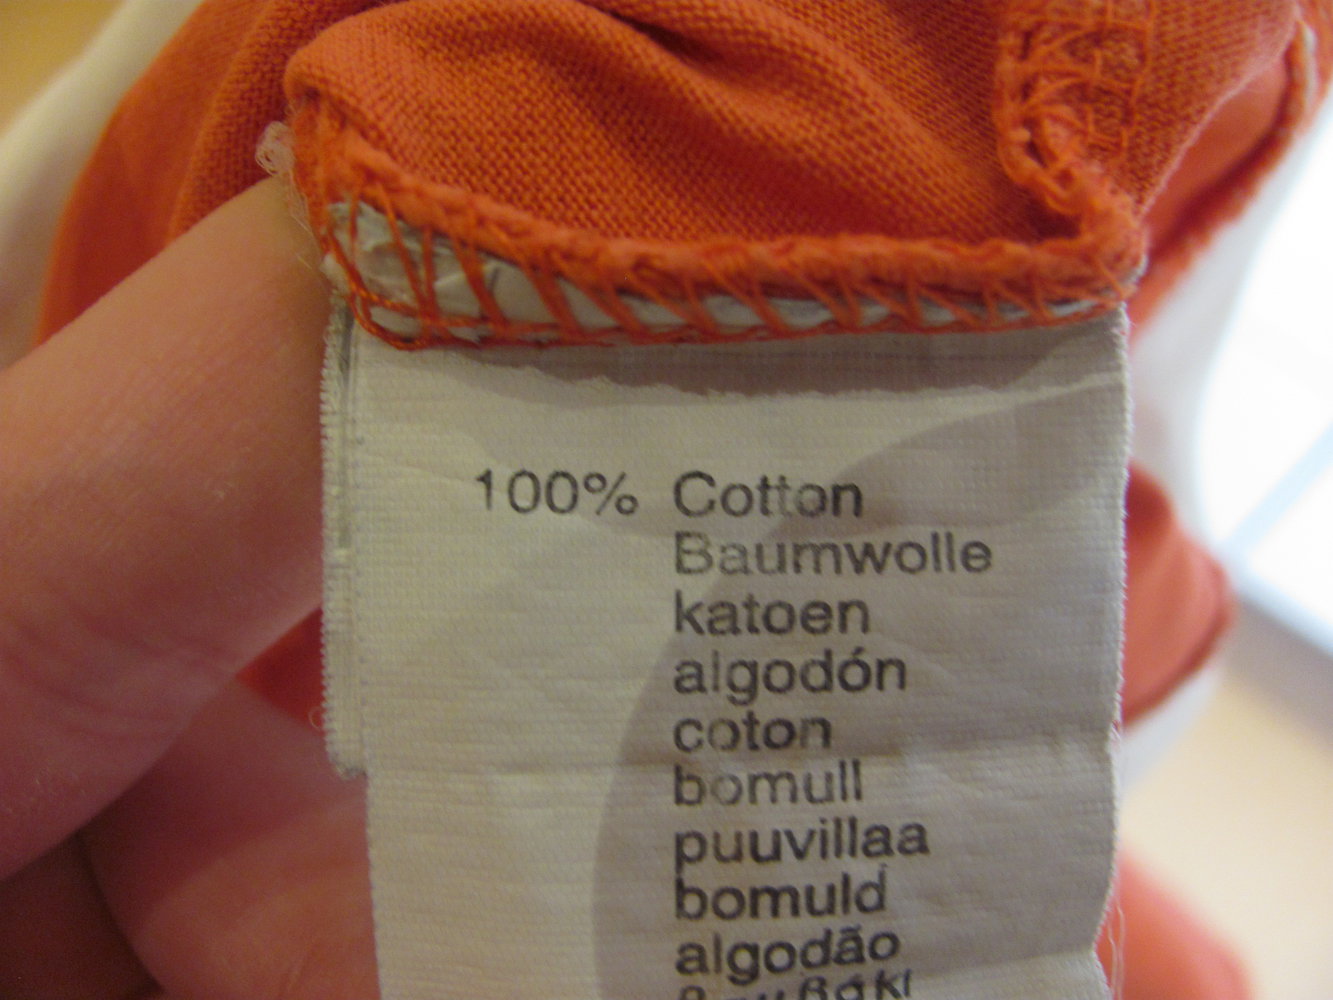 100% Cotton
Baumwolle
katoen
algodón
coton
bomull
puuvillaa
bomuld
algodão